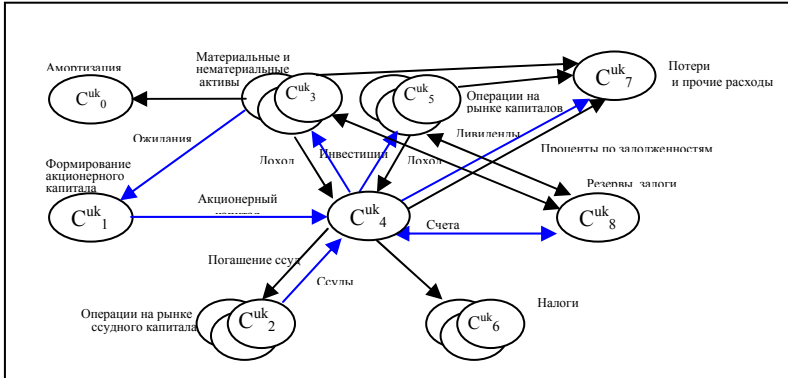 Материальные и
нематериальные
активы
Потери
и прочие расходы
Амортизация
C^uk_0
C^uk_3
C^uk_5
C^uk_7
Операции на
рынке капиталов
Ожидания
Дивиденды
Формирование
акционерного
капитала
Доход
Инвестиции
Доход
Проценты по задолженностям
Акционерный
капитал
Резервы, залоги
C^uk_1
C^uk_4
C^uk_8
Счета
Погашение ссуд
Ссуды
Операции на рынке
ссудного капитала
C^uk_2
C^uk_6
Налоги